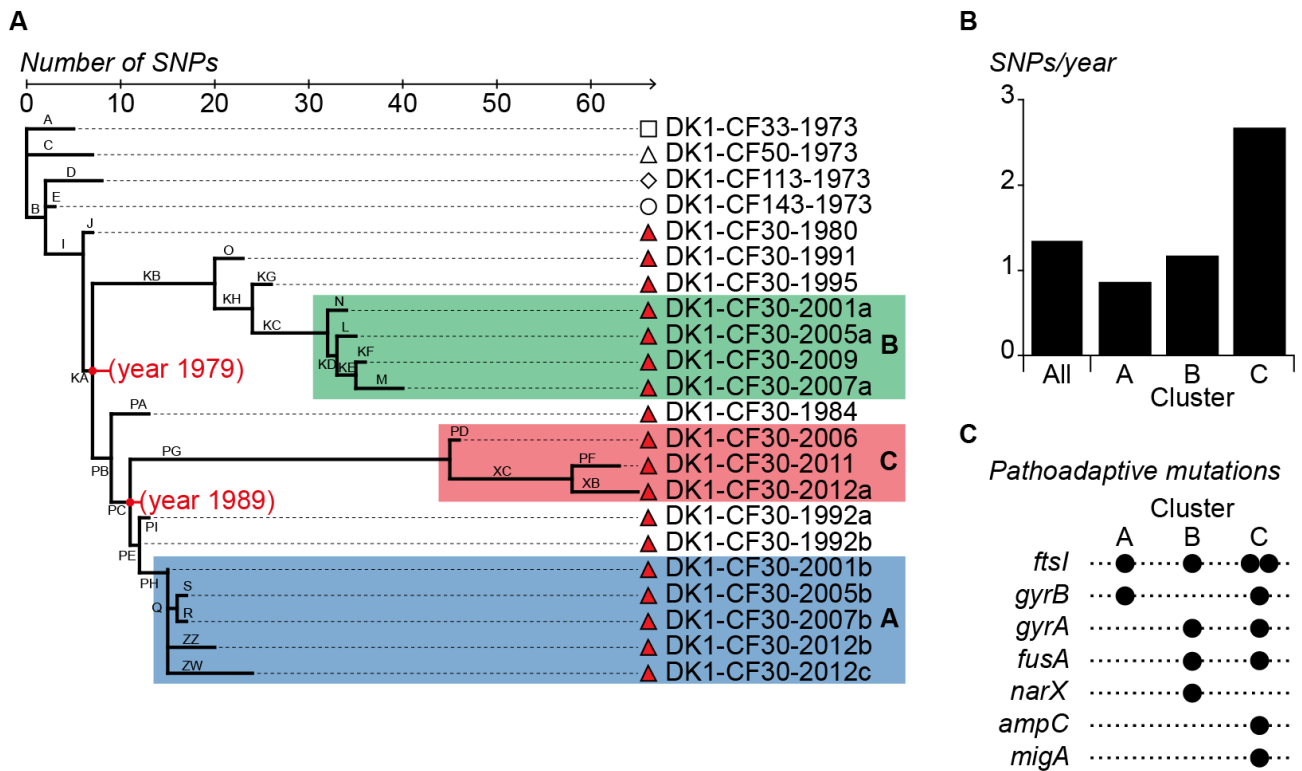 A
Number of SNPs
0 10 20 30 40 50 60
A DK1-CF33-1973
C DK1-CF50-1973
D DK1-CF113-1973
E DK1-CF143-1973
B
I
J DK1-CF30-1980
O DK1-CF30-1991
KB KG DK1-CF30-1995
KH
KC
N DK1-CF30-2001a
L DK1-CF30-2005a
B
KD KF DK1-CF30-2009
KE
M DK1-CF30-2007a
KA (year 1979)
PA DK1-CF30-1984
PB
PG PD DK1-CF30-2006
XC PF DK1-CF30-2011
C
XB DK1-CF30-2012a
PC (year 1989)
PI DK1-CF30-1992a
PE DK1-CF30-1992b
PH DK1-CF30-2001b
S DK1-CF30-2005b
Q R DK1-CF30-2007b
A
ZZ DK1-CF30-2012b
ZW DK1-CF30-2012c
B
SNPs/year
3
2
1
0
All A B C
Cluster
C
Pathoadaptive mutations
Cluster
A B C
ftsI
gyrB
gyrA
fusA
narX
ampC
migA